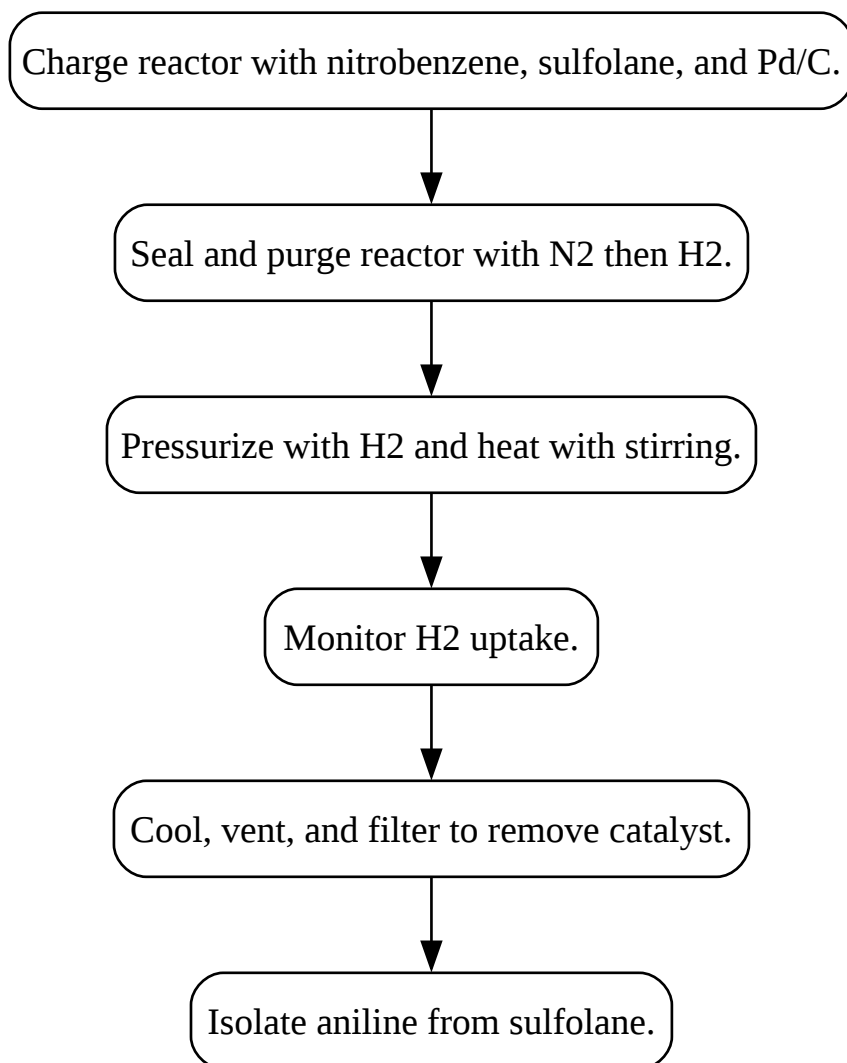 Charge reactor with nitrobenzene, sulfolane, and Pd/C.
Seal and purge reactor with N2 then H2.
Pressurize with H2 and heat with stirring.
Monitor H2 uptake.
Cool, vent, and filter to remove catalyst.
Isolate aniline from sulfolane.